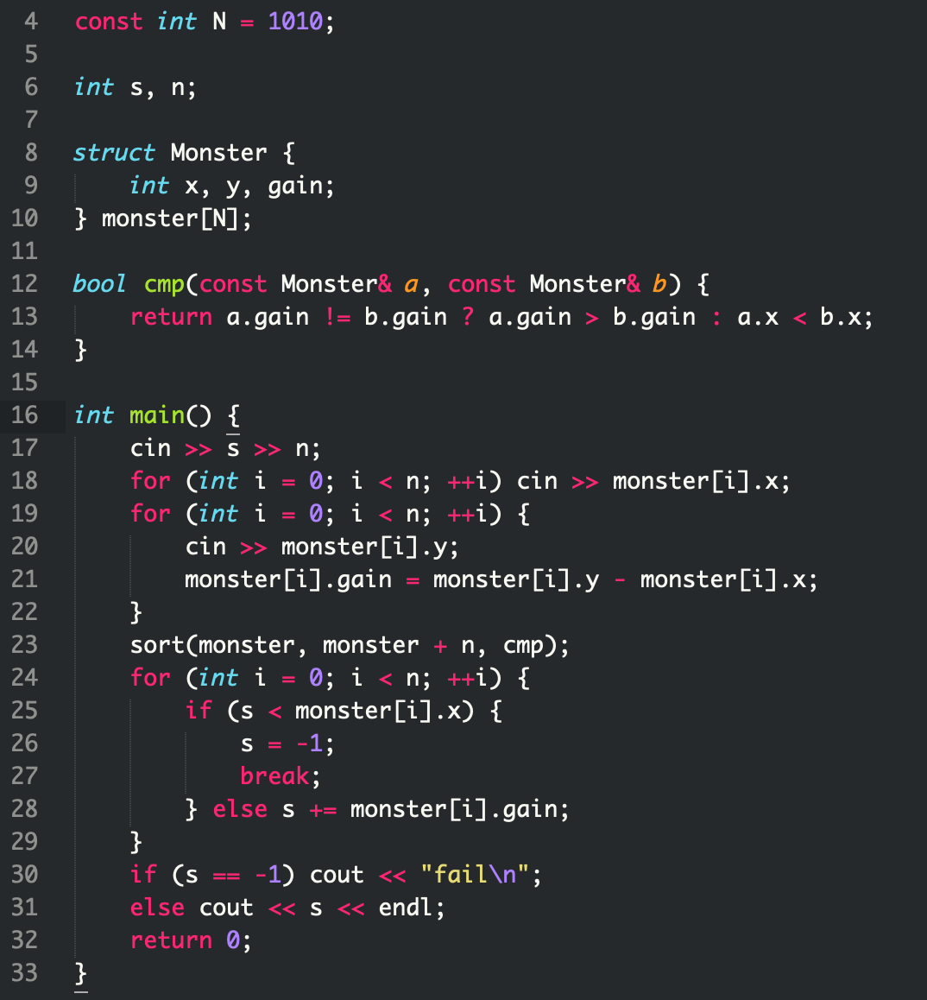 4 const int N = 1010;
5
6 int s, n;
7
8 struct Monster {
9     int x, y, gain;
10 } monster[N];
11
12 bool cmp(const Monster& a, const Monster& b) {
13     return a.gain != b.gain ? a.gain > b.gain : a.x < b.x;
14 }
15
16 int main() {
17     cin >> s >> n;
18     for (int i = 0; i < n; ++i) cin >> monster[i].x;
19     for (int i = 0; i < n; ++i) {
20         cin >> monster[i].y;
21         monster[i].gain = monster[i].y - monster[i].x;
22     }
23     sort(monster, monster + n, cmp);
24     for (int i = 0; i < n; ++i) {
25         if (s < monster[i].x) {
26             s = -1;
27             break;
28         } else s += monster[i].gain;
29     }
30     if (s == -1) cout << "fail\n";
31     else cout << s << endl;
32     return 0;
33 }